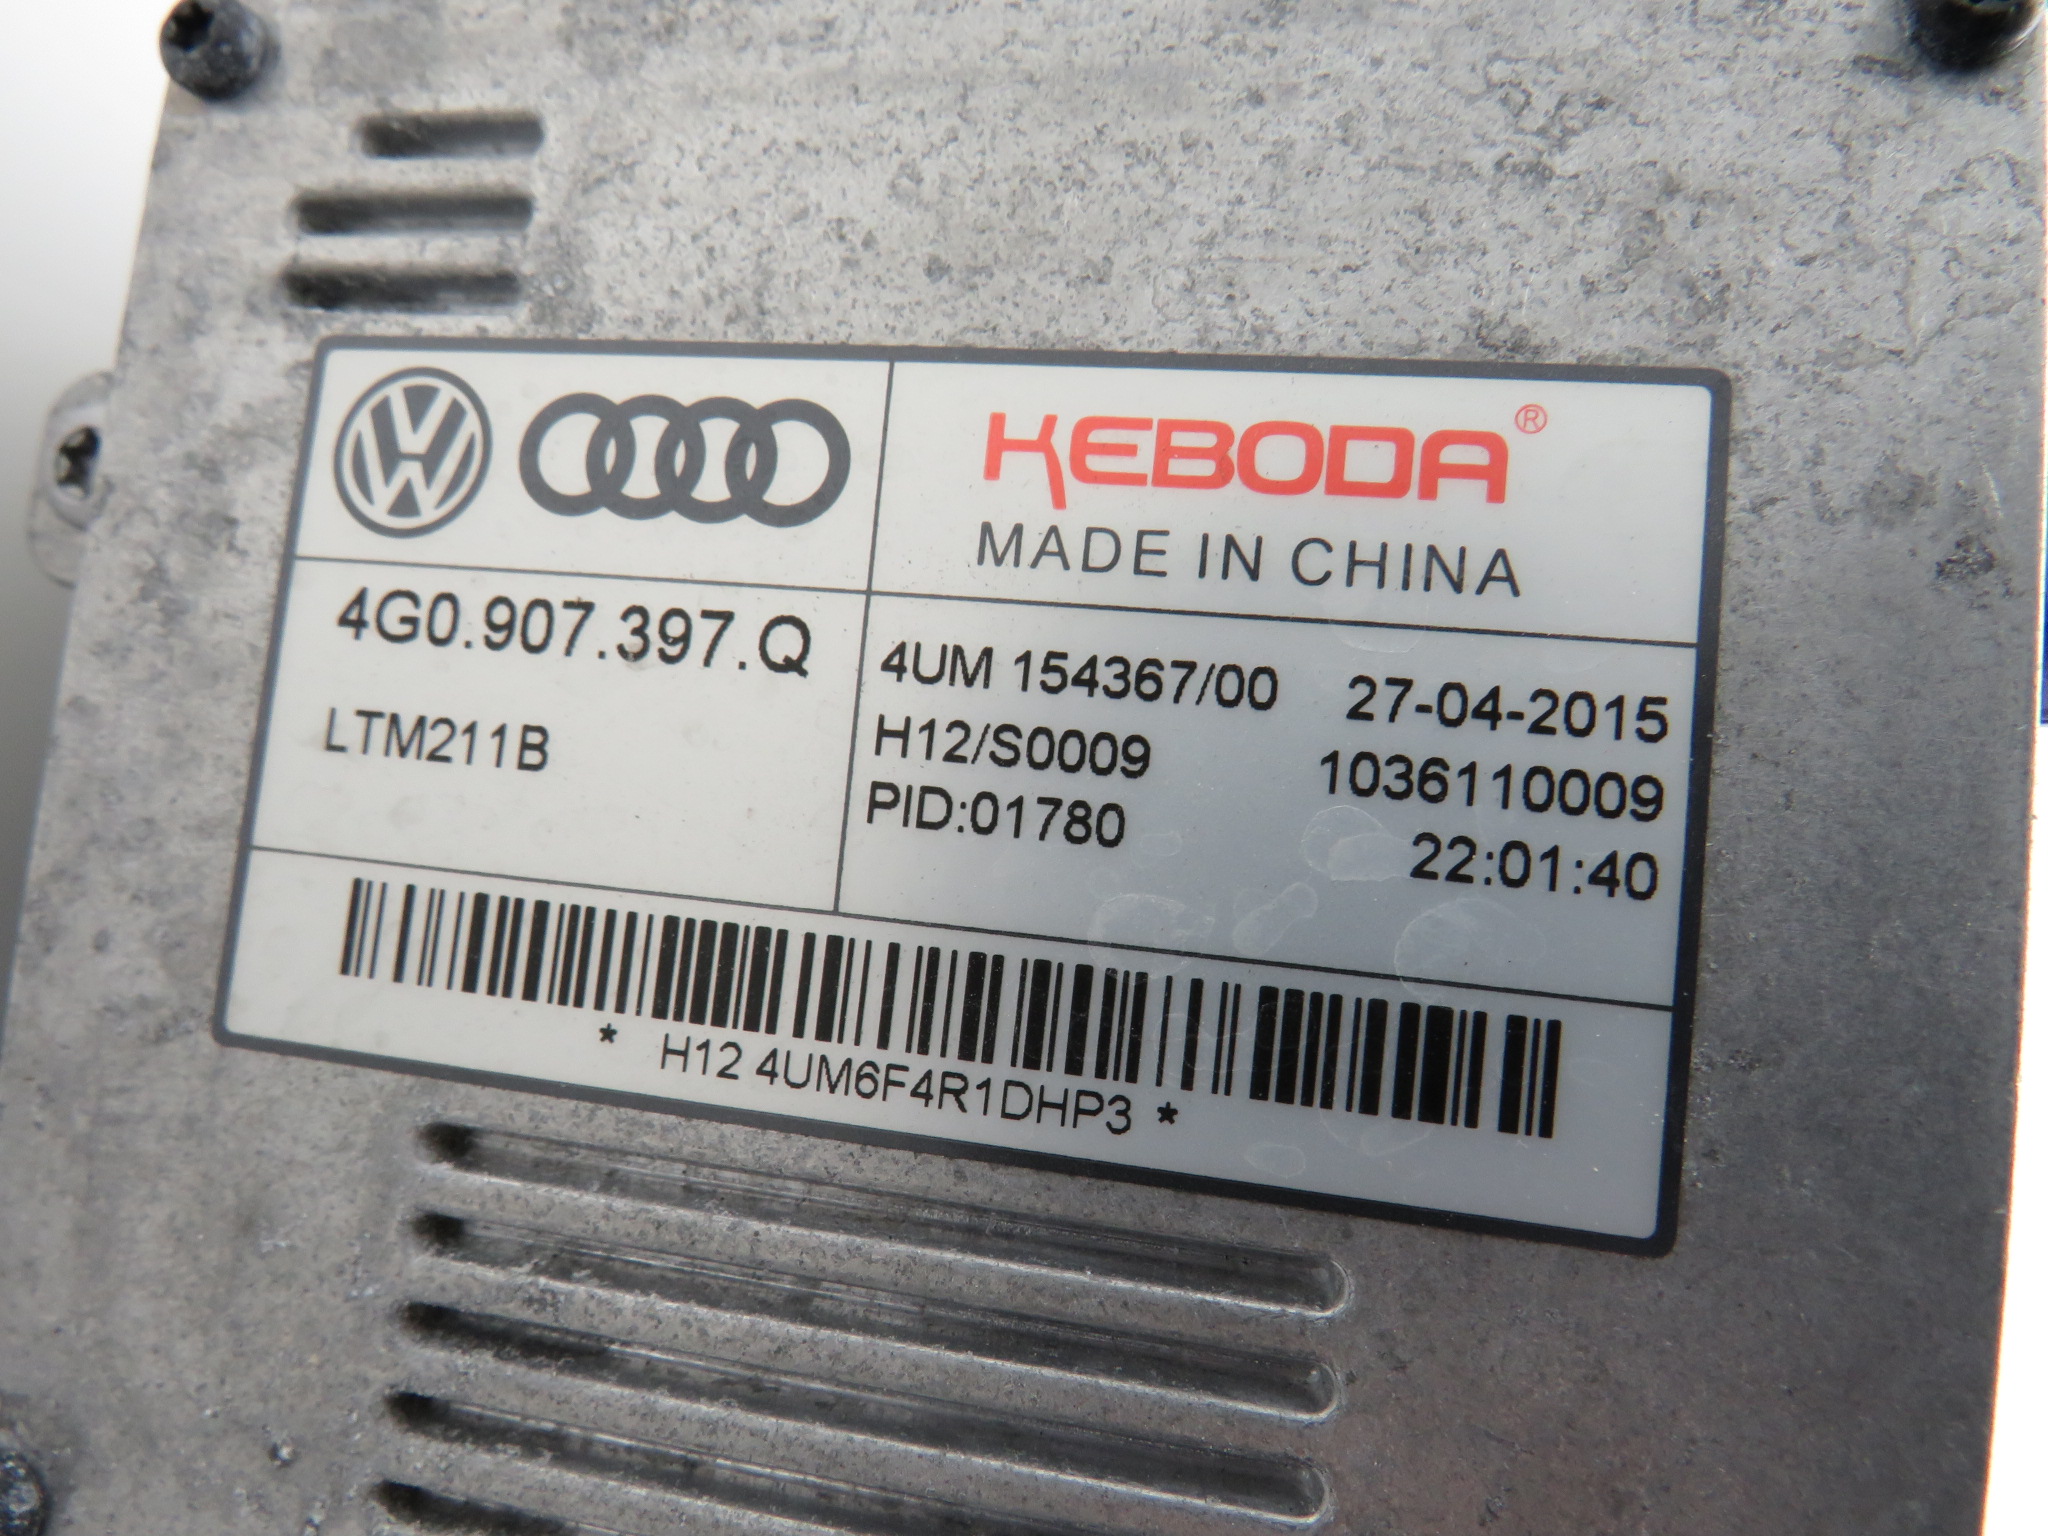 KEBODA®
MADE IN CHINA
4G0.907.397.Q
LTM211B
4UM 154367/00 27-04-2015
H12/S0009 1036110009
PID:01780 22:01:40
* H12 4UM6F4R1DHP3 *